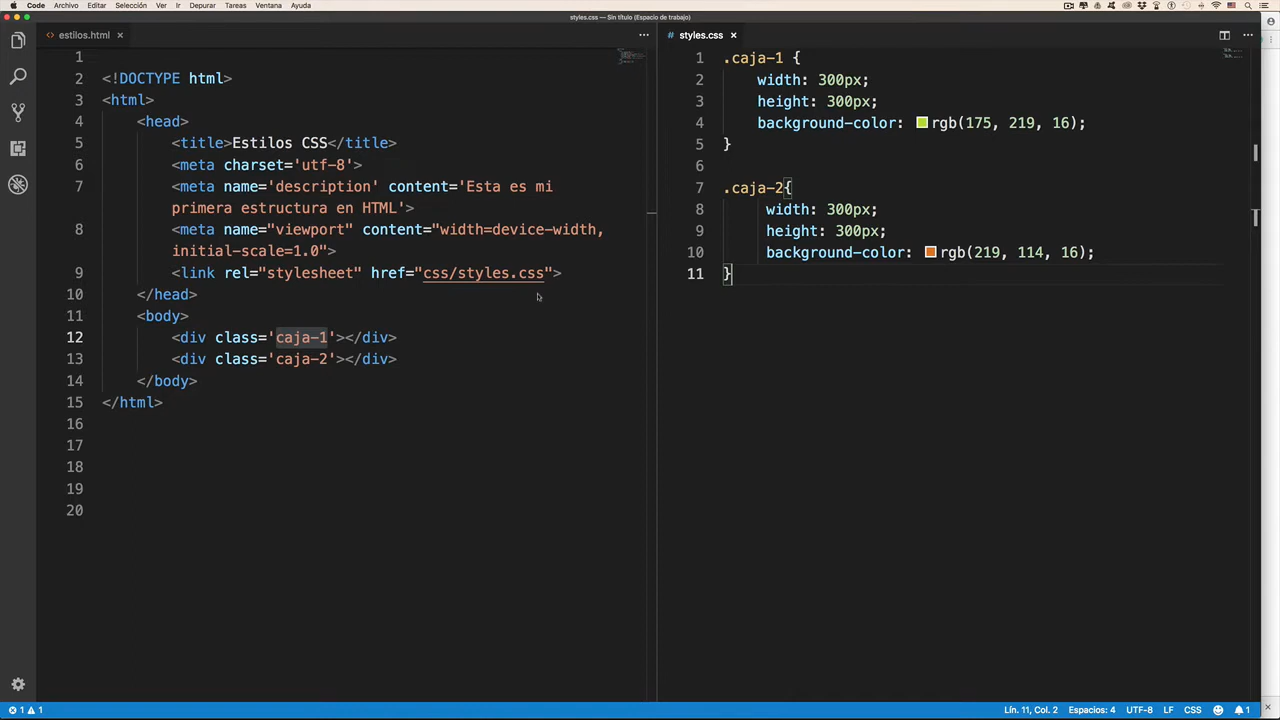 Code Archivo Editar Selección Ver Ir Depurar Tareas Ventana Ayuda
styles.css — Sin título (Espacio de trabajo)
<> estilos.html × ···
# styles.css × ···
1
2 <!DOCTYPE html>
3 <html>
4 <head>
5 <title>Estilos CSS</title>
6 <meta charset='utf-8'>
7 <meta name='description' content='Esta es mi
primera estructura en HTML'>
8 <meta name="viewport" content="width=device-width,
initial-scale=1.0">
9 <link rel="stylesheet" href="css/styles.css">
10 </head>
11 <body>
12 <div class='caja-1'></div>
13 <div class='caja-2'></div>
14 </body>
15 </html>
16
17
18
19
20
1 .caja-1 {
2 width: 300px;
3 height: 300px;
4 background-color: rgb(175, 219, 16);
5 }
6
7 .caja-2{
8 width: 300px;
9 height: 300px;
10 background-color: rgb(219, 114, 16);
11 }
1 1 Lín. 11, Col. 2 Espacios: 4 UTF-8 LF CSS 1